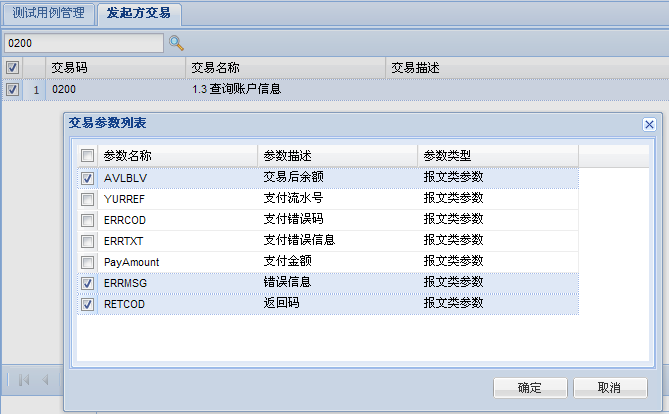 测试用例管理 发起方交易
0200
交易码 交易名称 交易描述
1 0200 1.3 查询账户信息
交易参数列表
参数名称 参数描述 参数类型
AVLBLV 交易后余额 报文类参数
YURREF 支付流水号 报文类参数
ERRCOD 支付错误码 报文类参数
ERRTXT 支付错误信息 报文类参数
PayAmount 支付金额 报文类参数
ERRMSG 错误信息 报文类参数
RETCOD 返回码 报文类参数
确定 取消